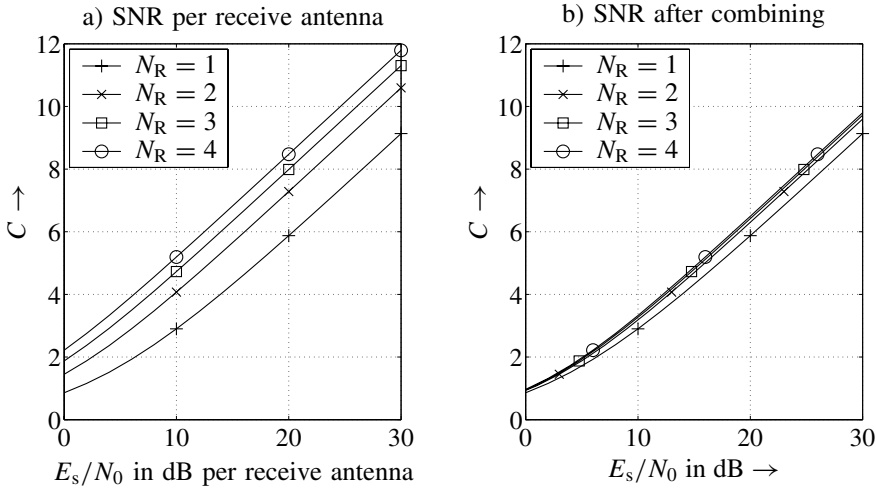 a) SNR per receive antenna
12
10
8
6
4
2
0
C →
N_R = 1
N_R = 2
N_R = 3
N_R = 4
0 10 20 30
E_s/N_0 in dB per receive antenna
b) SNR after combining
12
10
8
6
4
2
0
C →
N_R = 1
N_R = 2
N_R = 3
N_R = 4
0 10 20 30
E_s/N_0 in dB →